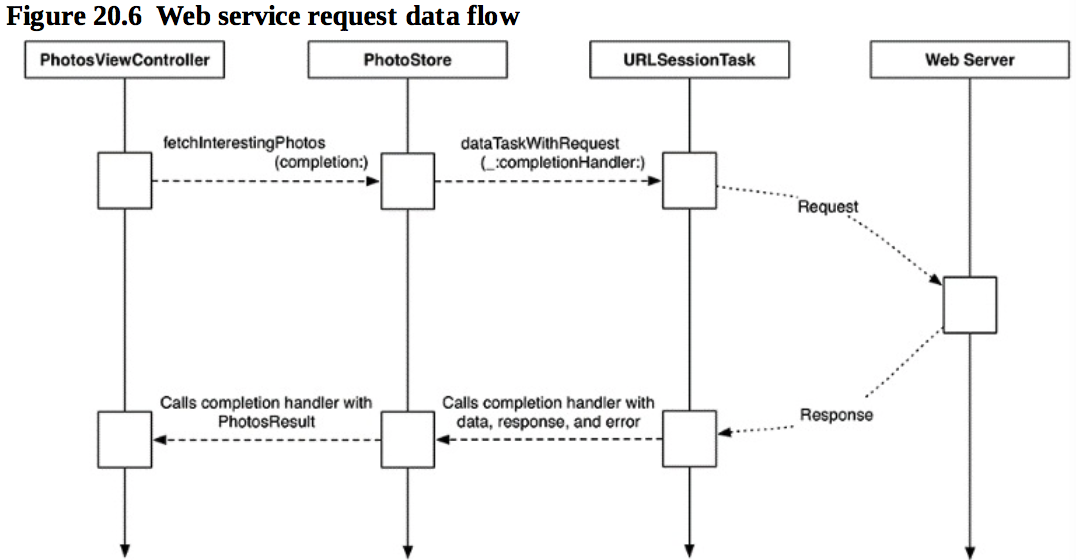 Figure 20.6  Web service request data flow
PhotosViewController
PhotoStore
URLSessionTask
Web Server
fetchInterestingPhotos
(completion:)
dataTaskWithRequest
(_:completionHandler:)
Request
Calls completion handler with
PhotosResult
Calls completion handler with
data, response, and error
Response